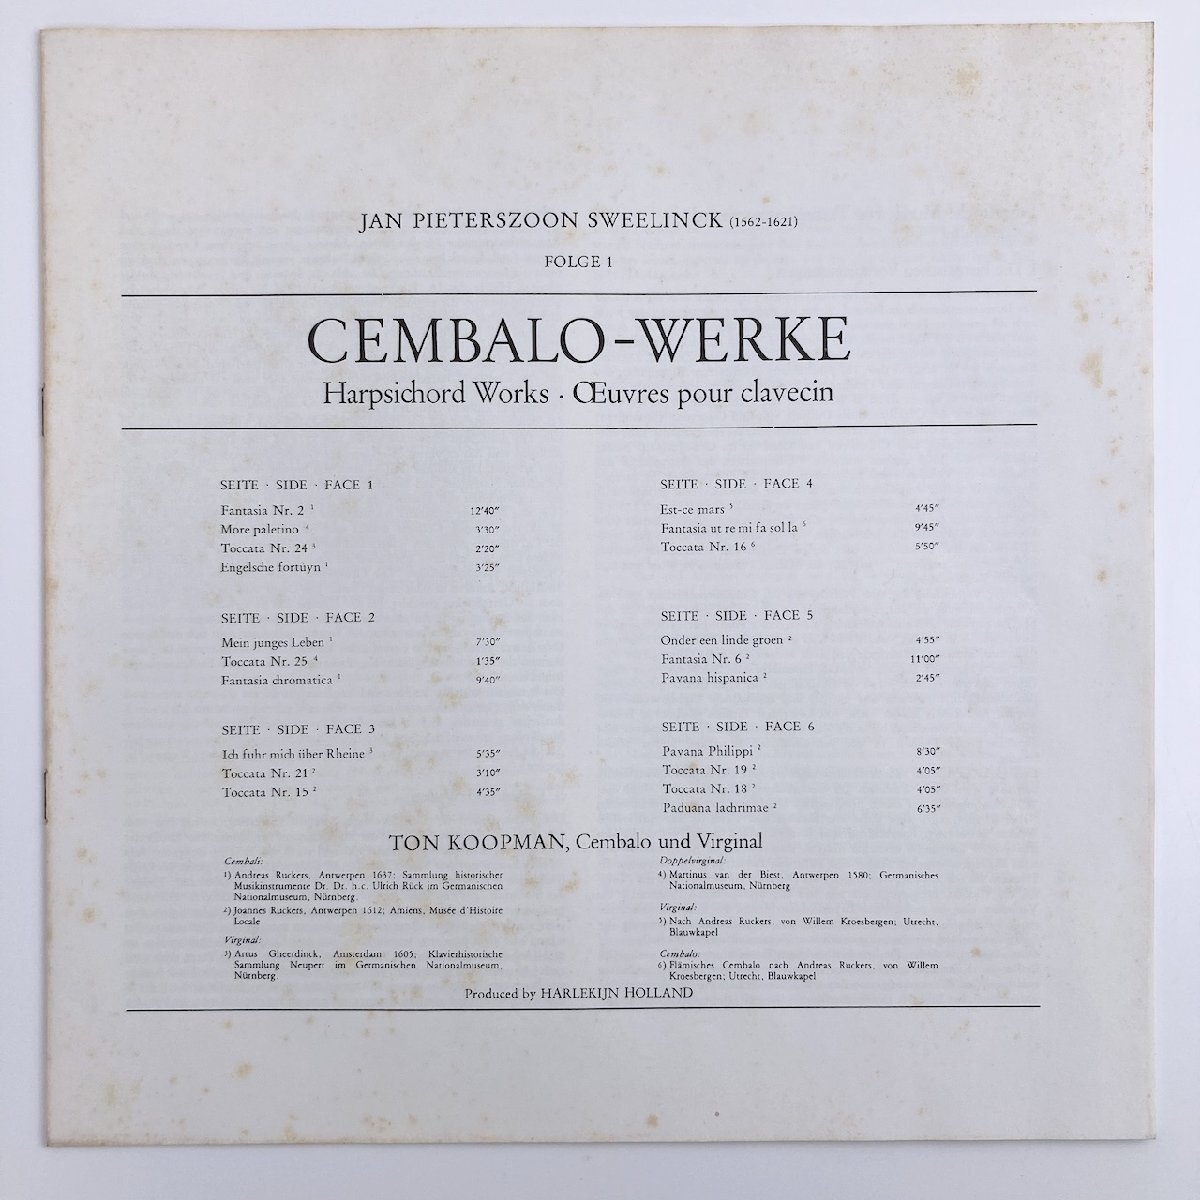 JAN PIETERSZOON SWEELINCK (1562-1621)
FOLGE 1
CEMBALO-WERKE
Harpsichord Works · Œuvres pour clavecin
SEITE · SIDE · FACE 1
Fantasia Nr. 2 ¹ 12′40″
More paletino ⁴ 3′30″
Toccata Nr. 24 ³ 2′20″
Engelsche fortuyn ¹ 3′25″
SEITE · SIDE · FACE 2
Mein junges Leben ¹ 7′30″
Toccata Nr. 25 ⁴ 1′35″
Fantasia chromatica ¹ 9′40″
SEITE · SIDE · FACE 3
Ich fuhr mich über Rheine ³ 5′35″
Toccata Nr. 21 ² 3′10″
Toccata Nr. 15 ² 4′35″
SEITE · SIDE · FACE 4
Est-ce mars ⁵ 4′45″
Fantasia ut re mi fa sol la ⁵ 9′45″
Toccata Nr. 16 ⁶ 5′50″
SEITE · SIDE · FACE 5
Onder een linde groen ² 4′55″
Fantasia Nr. 6 ² 11′00″
Pavana hispanica ² 2′45″
SEITE · SIDE · FACE 6
Pavana Philippi ² 8′30″
Toccata Nr. 19 ² 4′05″
Toccata Nr. 18 ² 4′05″
Paduana lachrimae ² 6′35″
TON KOOPMAN, Cembalo und Virginal
Cembali:
¹) Andreas Ruckers, Antwerpen 1637; Sammlung historischer
Musikinstrumente Dr. Dr. h.c. Ulrich Rück im Germanischen
Nationalmuseum, Nürnberg.
²) Joannes Ruckers, Antwerpen 1512; Amiens, Musée d'Histoire
Locale
Virginal:
³) Artus Gheerdinck, Amsterdam 1605; Klavierhistorische
Sammlung Neupert im Germanischen Nationalmuseum,
Nürnberg.
Doppelvirginal:
⁴) Martinus van der Biest, Antwerpen 1580; Germanisches
Nationalmuseum, Nürnberg
Virginal:
⁵) Nach Andreas Ruckers, von Willem Kroesbergen; Utrecht,
Blauwkapel
Cembalo:
⁶) Flämisches Cembalo nach Andreas Ruckers, von Willem
Kroesbergen; Utrecht, Blauwkapel
Produced by HARLEKIJN HOLLAND